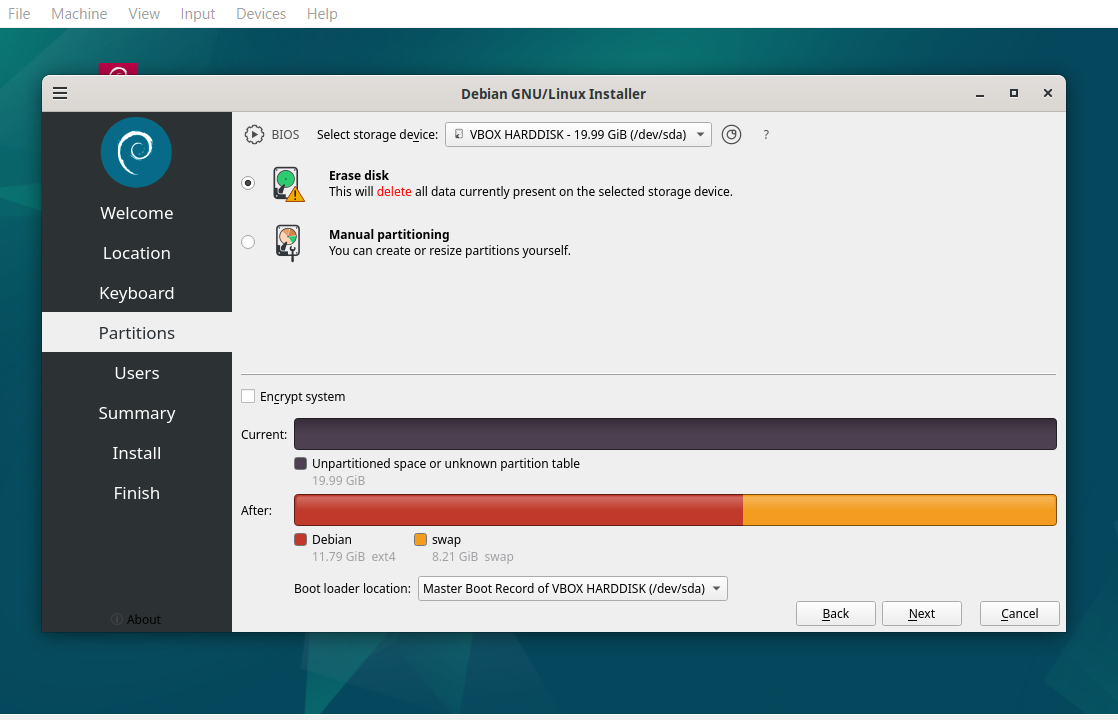 File Machine View Input Devices Help
Debian GNU/Linux Installer
BIOS Select storage device: VBOX HARDDISK - 19.99 GiB (/dev/sda) ?
Welcome
Location
Keyboard
Partitions
Users
Summary
Install
Finish
About
Erase disk
This will delete all data currently present on the selected storage device.
Manual partitioning
You can create or resize partitions yourself.
Encrypt system
Current:
Unpartitioned space or unknown partition table
19.99 GiB
After:
Debian swap
11.79 GiB ext4 8.21 GiB swap
Boot loader location: Master Boot Record of VBOX HARDDISK (/dev/sda)
Back Next Cancel